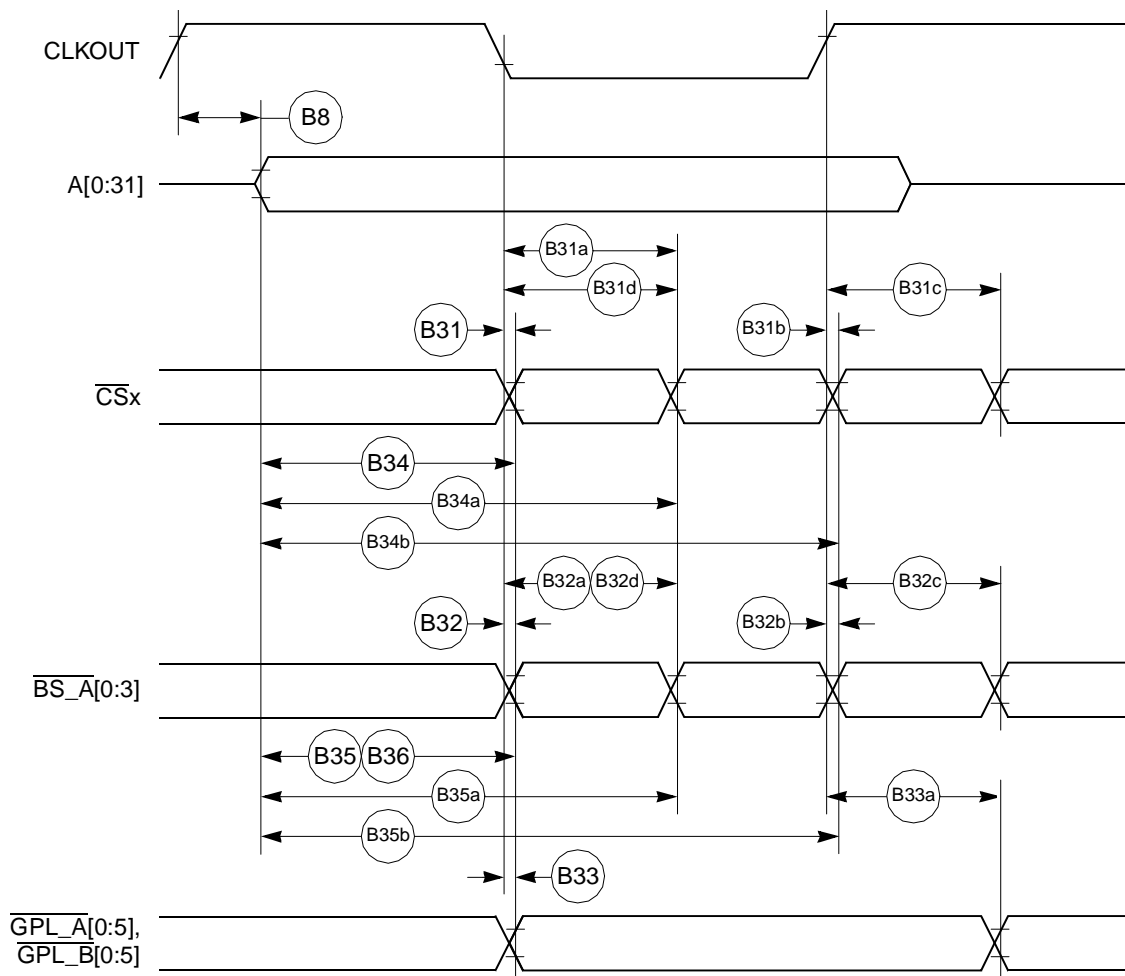 CLKOUT
B8
A[0:31]
B31a
B31d
B31c
B31
B31b
CSx
B34
B34a
B34b
B32a B32d
B32c
B32
B32b
BS_A[0:3]
B35 B36
B35a
B33a
B35b
B33
GPL_A[0:5],
GPL_B[0:5]